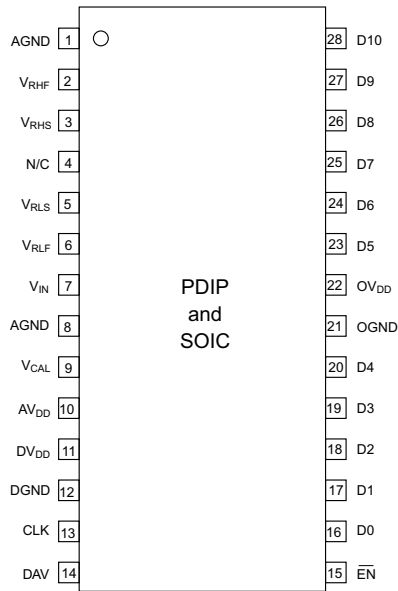 AGND 1
V_RHF 2
V_RHS 3
N/C 4
V_RLS 5
V_RLF 6
V_IN 7
AGND 8
V_CAL 9
AV_DD 10
DV_DD 11
DGND 12
CLK 13
DAV 14
PDIP
and
SOIC
28 D10
27 D9
26 D8
25 D7
24 D6
23 D5
22 OV_DD
21 OGND
20 D4
19 D3
18 D2
17 D1
16 D0
15 E̅N̅